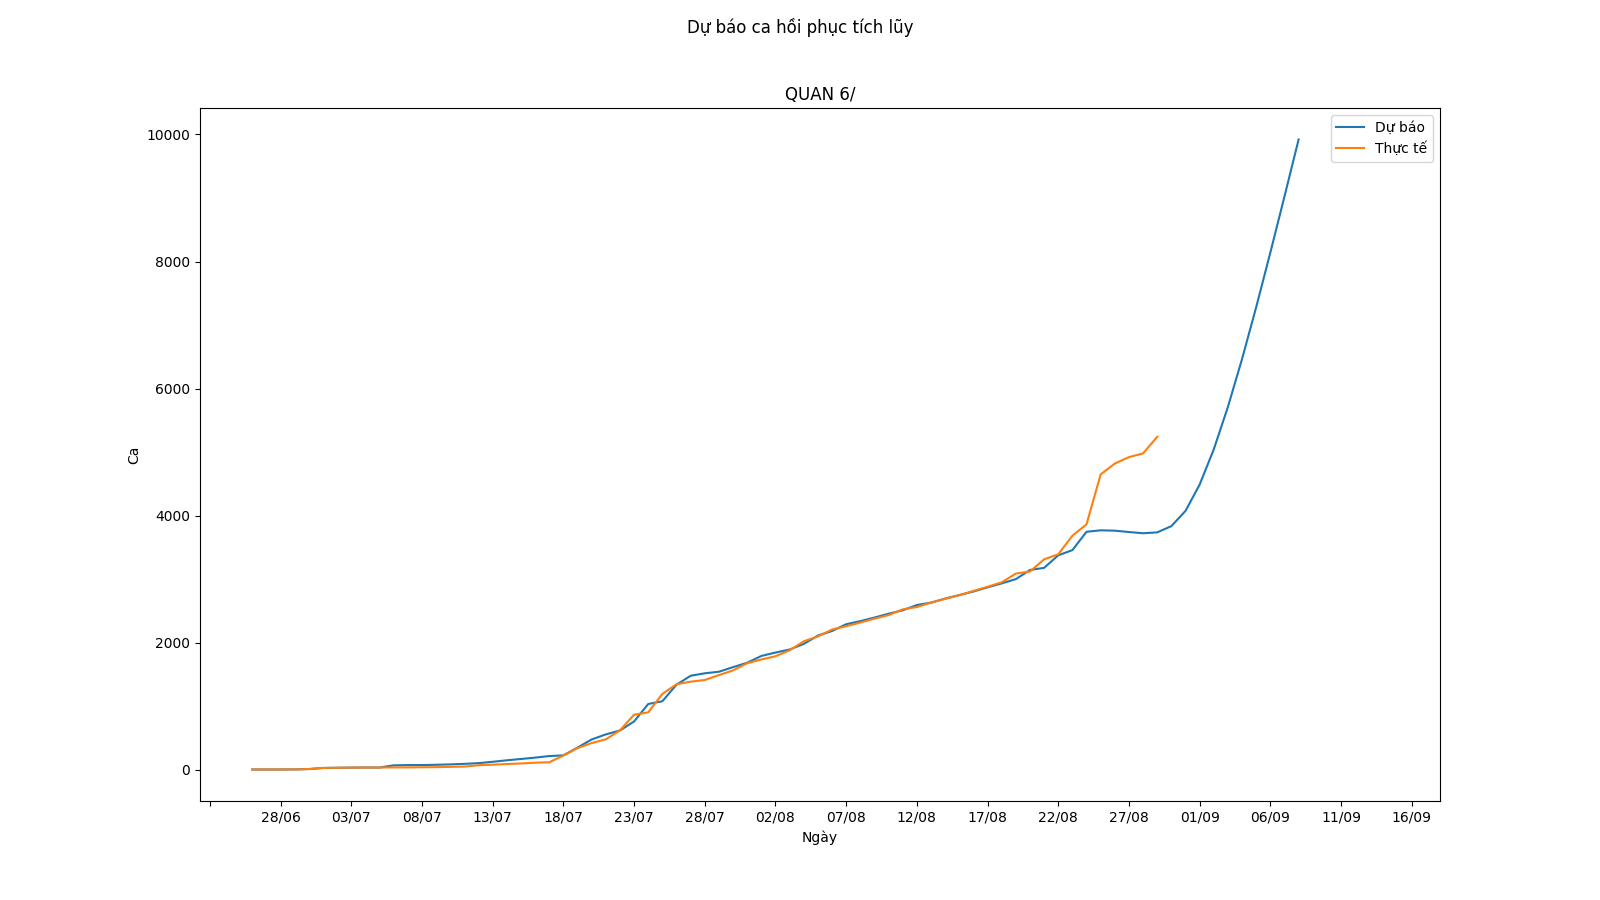 Dự báo ca hồi phục tích lũy
QUAN 6/
Dự báo
Thực tế
10000
8000
6000
4000
2000
0
Ca
28/06 03/07 08/07 13/07 18/07 23/07 28/07 02/08 07/08 12/08 17/08 22/08 27/08 01/09 06/09 11/09 16/09
Ngày